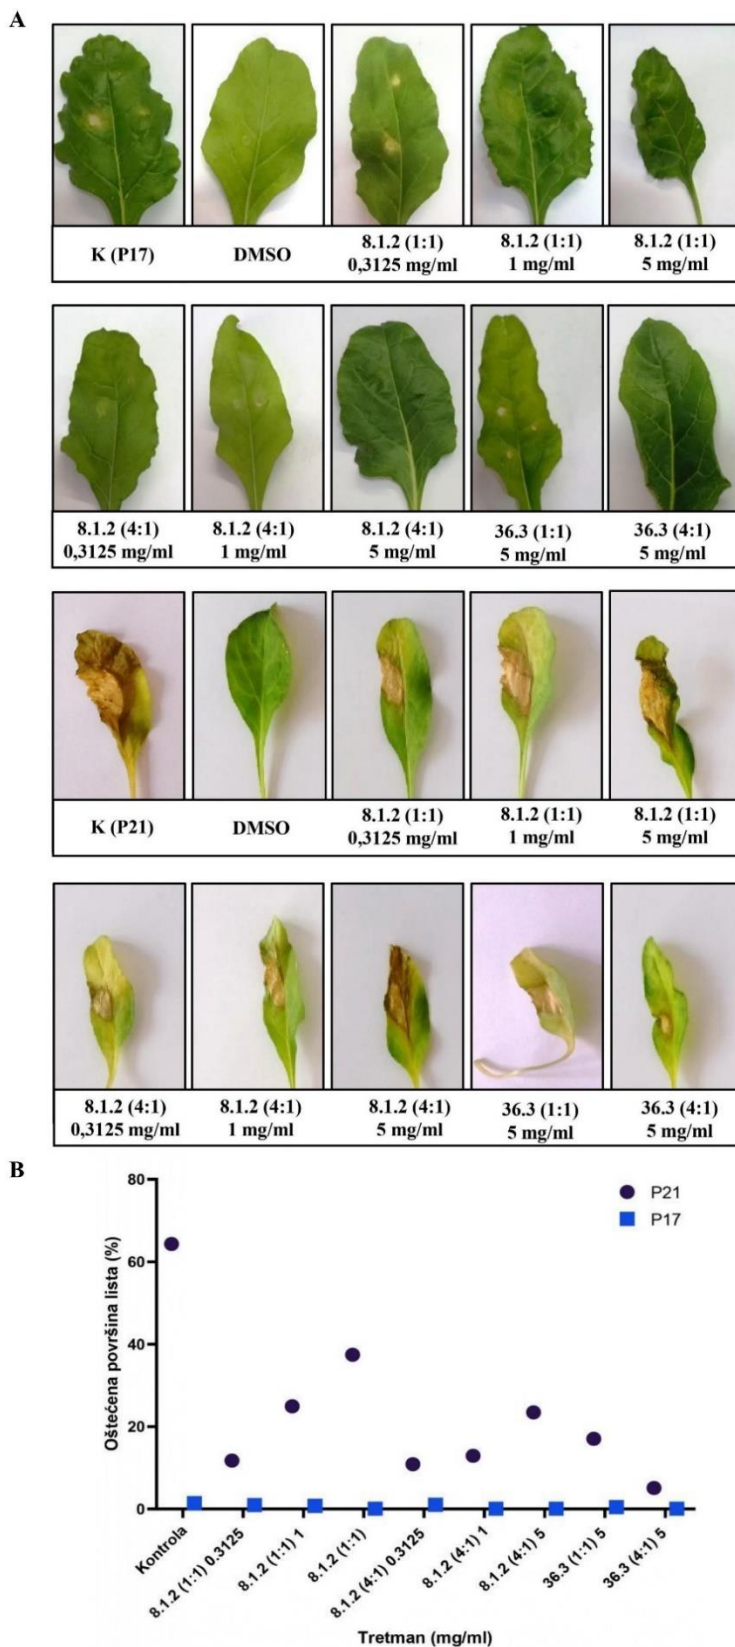 A
K (P17)
DMSO
8.1.2 (1:1)
0,3125 mg/ml
8.1.2 (1:1)
1 mg/ml
8.1.2 (1:1)
5 mg/ml
8.1.2 (4:1)
0,3125 mg/ml
8.1.2 (4:1)
1 mg/ml
8.1.2 (4:1)
5 mg/ml
36.3 (1:1)
5 mg/ml
36.3 (4:1)
5 mg/ml
K (P21)
DMSO
8.1.2 (1:1)
0,3125 mg/ml
8.1.2 (1:1)
1 mg/ml
8.1.2 (1:1)
5 mg/ml
8.1.2 (4:1)
0,3125 mg/ml
8.1.2 (4:1)
1 mg/ml
8.1.2 (4:1)
5 mg/ml
36.3 (1:1)
5 mg/ml
36.3 (4:1)
5 mg/ml
B
Oštećena površina lista (%)
80
60
40
20
0
P21
P17
Kontrola
8.1.2 (1:1) 0.3125
8.1.2 (1:1) 1
8.1.2 (1:1)
8.1.2 (4:1) 0.3125
8.1.2 (4:1) 1
8.1.2 (4:1) 5
36.3 (1:1) 5
36.3 (4:1) 5
Tretman (mg/ml)